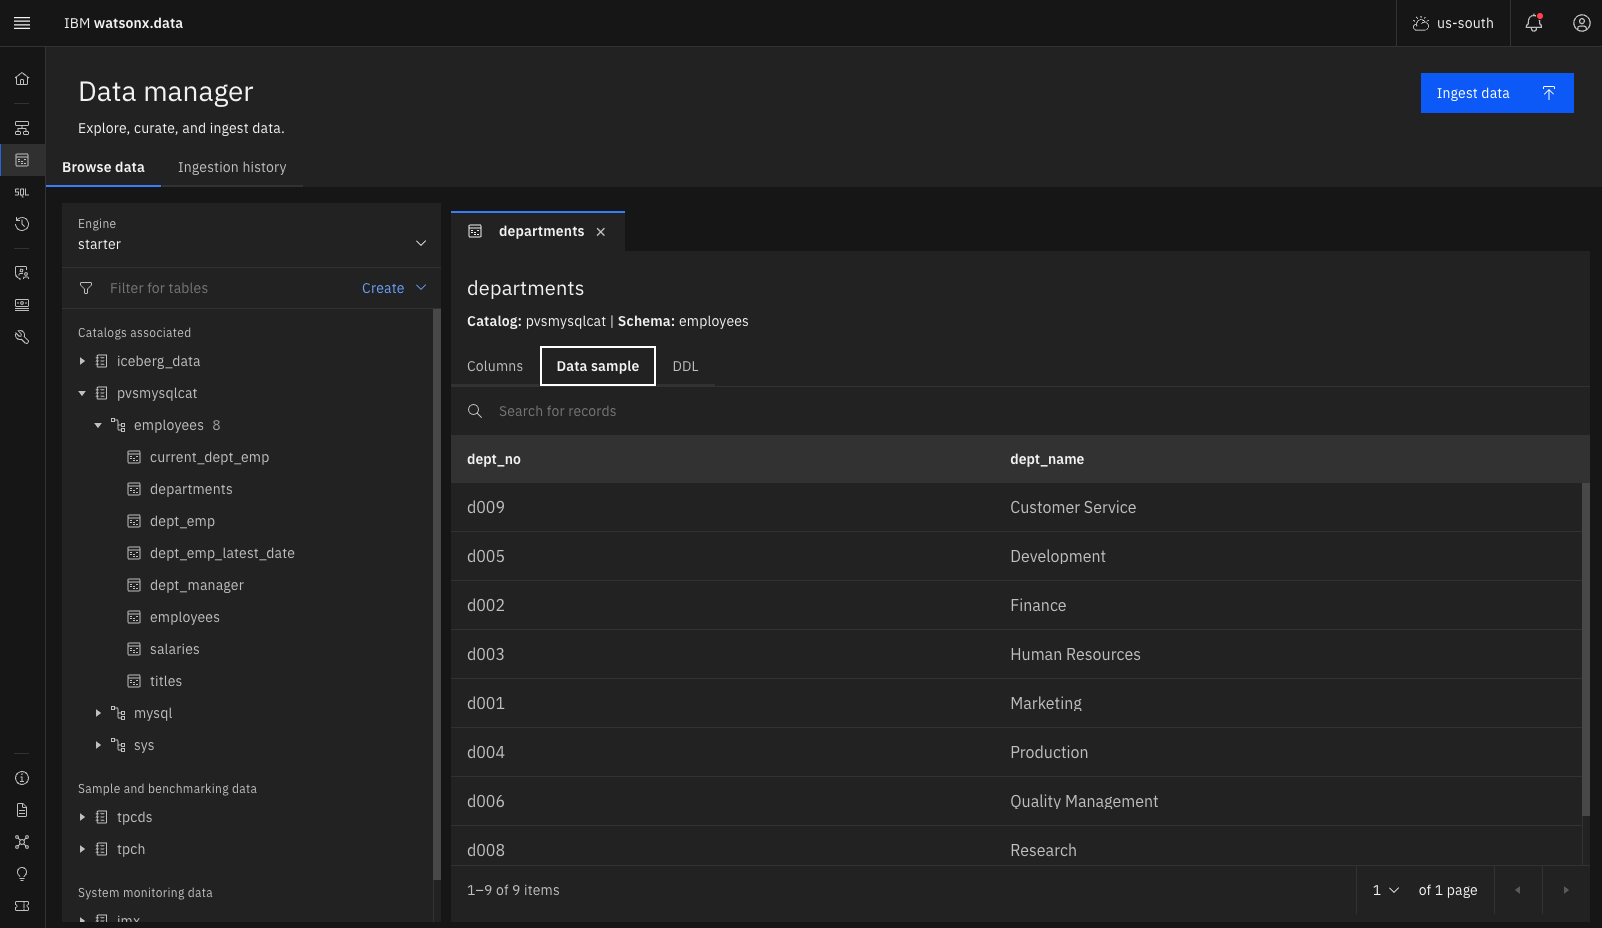 IBM watsonx.data
us-south
Data manager
Explore, curate, and ingest data.
Ingest data
Browse data
Ingestion history
SQL
Engine
starter
Filter for tables
Create
Catalogs associated
iceberg_data
pvsmysqlcat
employees 8
current_dept_emp
departments
dept_emp
dept_emp_latest_date
dept_manager
employees
salaries
titles
mysql
sys
Sample and benchmarking data
tpcds
tpch
System monitoring data
jmx
departments
departments
Catalog: pvsmysqlcat | Schema: employees
Columns
Data sample
DDL
Search for records
dept_no dept_name
d009 Customer Service
d005 Development
d002 Finance
d003 Human Resources
d001 Marketing
d004 Production
d006 Quality Management
d008 Research
1–9 of 9 items
1 of 1 page